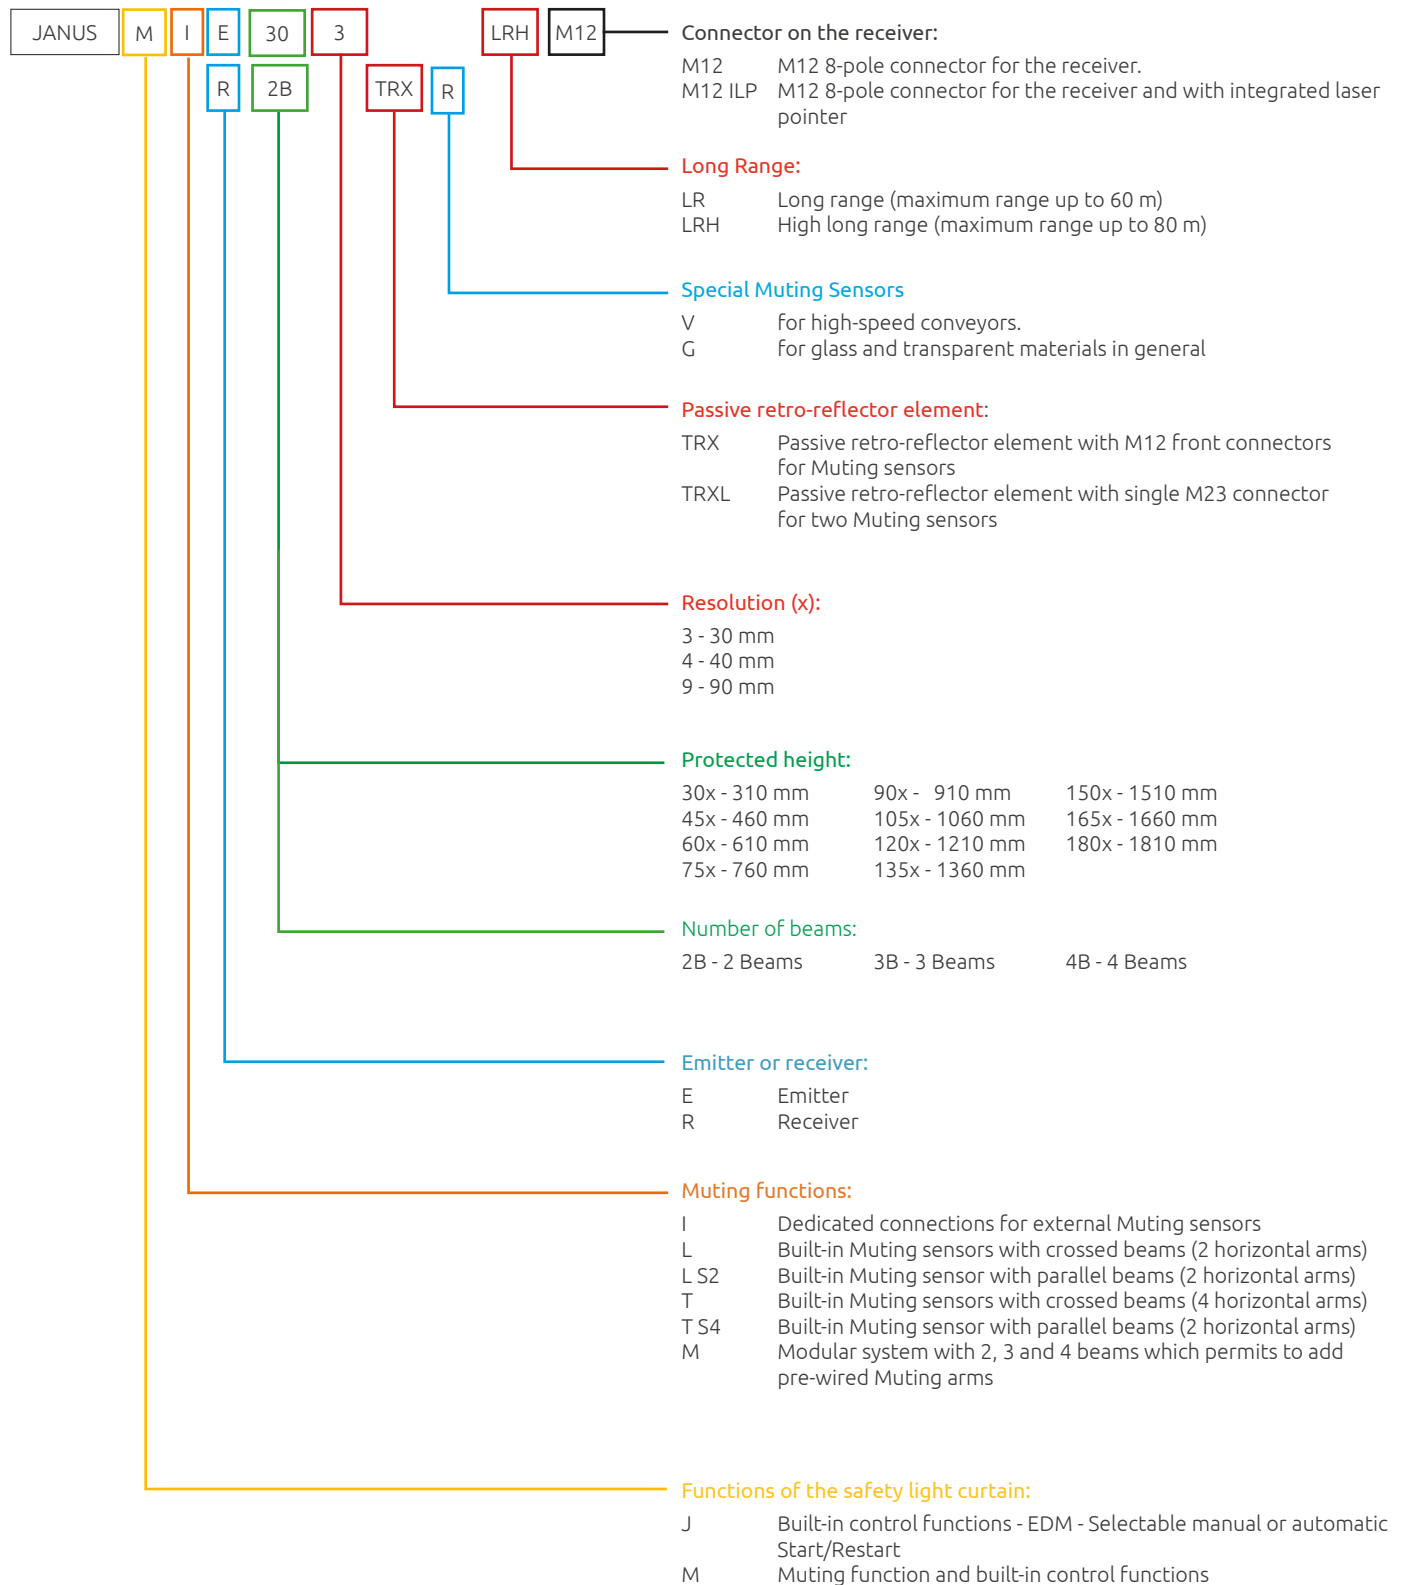 JANUS M I E 30 3 LRH M12
R 2B TRX R
Connector on the receiver:
M12 M12 8-pole connector for the receiver.
M12 ILP M12 8-pole connector for the receiver and with integrated laser
pointer
Long Range:
LR Long range (maximum range up to 60 m)
LRH High long range (maximum range up to 80 m)
Special Muting Sensors
V for high-speed conveyors.
G for glass and transparent materials in general
Passive retro-reflector element:
TRX Passive retro-reflector element with M12 front connectors
for Muting sensors
TRXL Passive retro-reflector element with single M23 connector
for two Muting sensors
Resolution (x):
3 - 30 mm
4 - 40 mm
9 - 90 mm
Protected height:
30x - 310 mm 90x - 910 mm 150x - 1510 mm
45x - 460 mm 105x - 1060 mm 165x - 1660 mm
60x - 610 mm 120x - 1210 mm 180x - 1810 mm
75x - 760 mm 135x - 1360 mm
Number of beams:
2B - 2 Beams 3B - 3 Beams 4B - 4 Beams
Emitter or receiver:
E Emitter
R Receiver
Muting functions:
I Dedicated connections for external Muting sensors
L Built-in Muting sensors with crossed beams (2 horizontal arms)
L S2 Built-in Muting sensor with parallel beams (2 horizontal arms)
T Built-in Muting sensors with crossed beams (4 horizontal arms)
T S4 Built-in Muting sensor with parallel beams (2 horizontal arms)
M Modular system with 2, 3 and 4 beams which permits to add
pre-wired Muting arms
Functions of the safety light curtain:
J Built-in control functions - EDM - Selectable manual or automatic
Start/Restart
M Muting function and built-in control functions